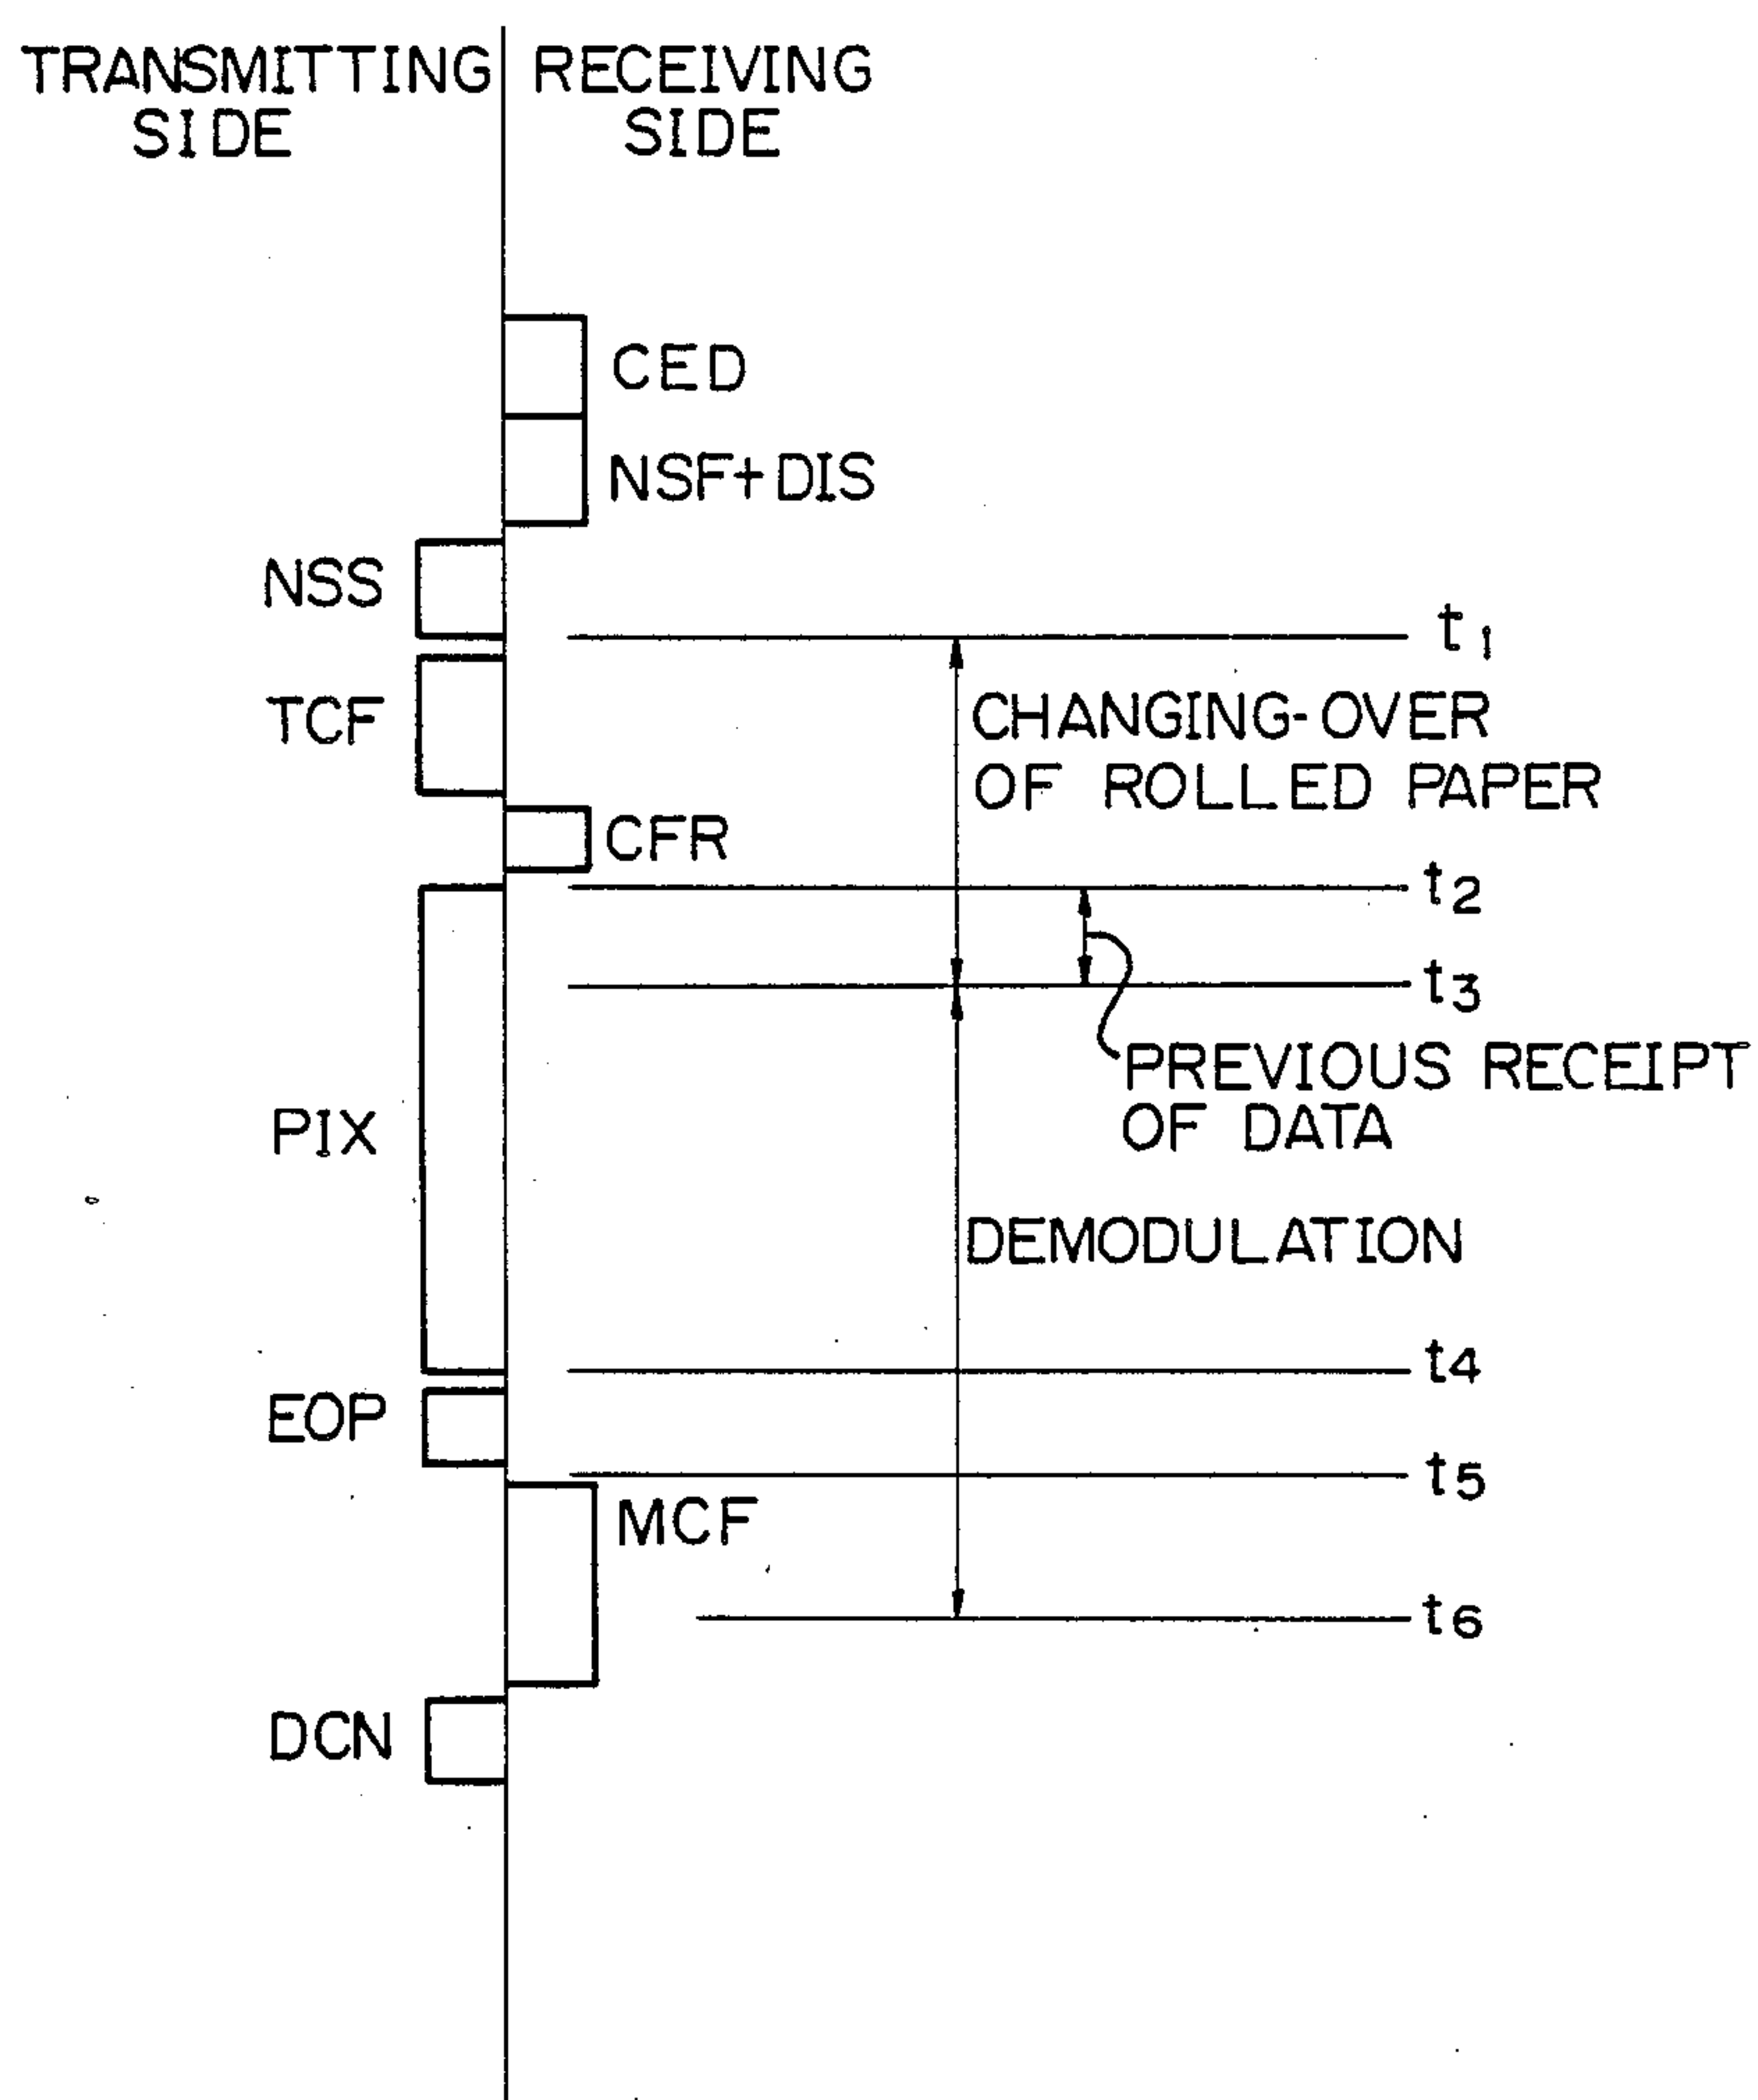 TRANSMITTING
SIDE
RECEIVING
SIDE
CED
NSF+DIS
NSS
t1
TCF
CHANGING-OVER
OF ROLLED PAPER
CFR
t2
t3
PREVIOUS RECEIPT
OF DATA
PIX
DEMODULATION
t4
EOP
t5
MCF
t6
DCN